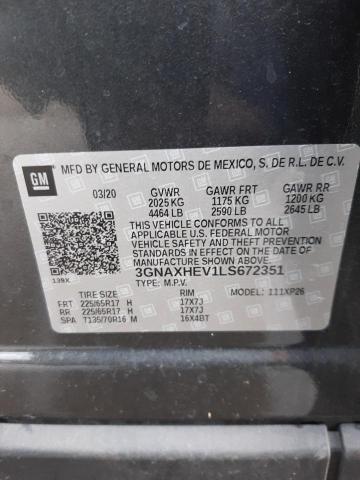 GM
MFD BY GENERAL MOTORS DE MEXICO, S. DE R.L. DE C.V.
03/20 GVWR GAWR FRT GAWR RR
2025 KG 1175 KG 1200 KG
4464 LB 2590 LB 2645 LB
THIS VEHICLE CONFORMS TO ALL APPLICABLE
FEDERAL MOTOR VEHICLE
SAFETY, BUMPER, AND THEFT PREVENTION
STANDARDS IN EFFECT ON THE DATE OF
MANUFACTURE SHOWN ABOVE.
139X 3GNAXHEV1LS672351
TYPE: M.P.V. MODEL: 111XP26
TIRE SIZE RIM
FRT 225/65R17 H 17X7J
RR 225/65R17 H 17X7J
SPA T135/70R16 M 16X4BT